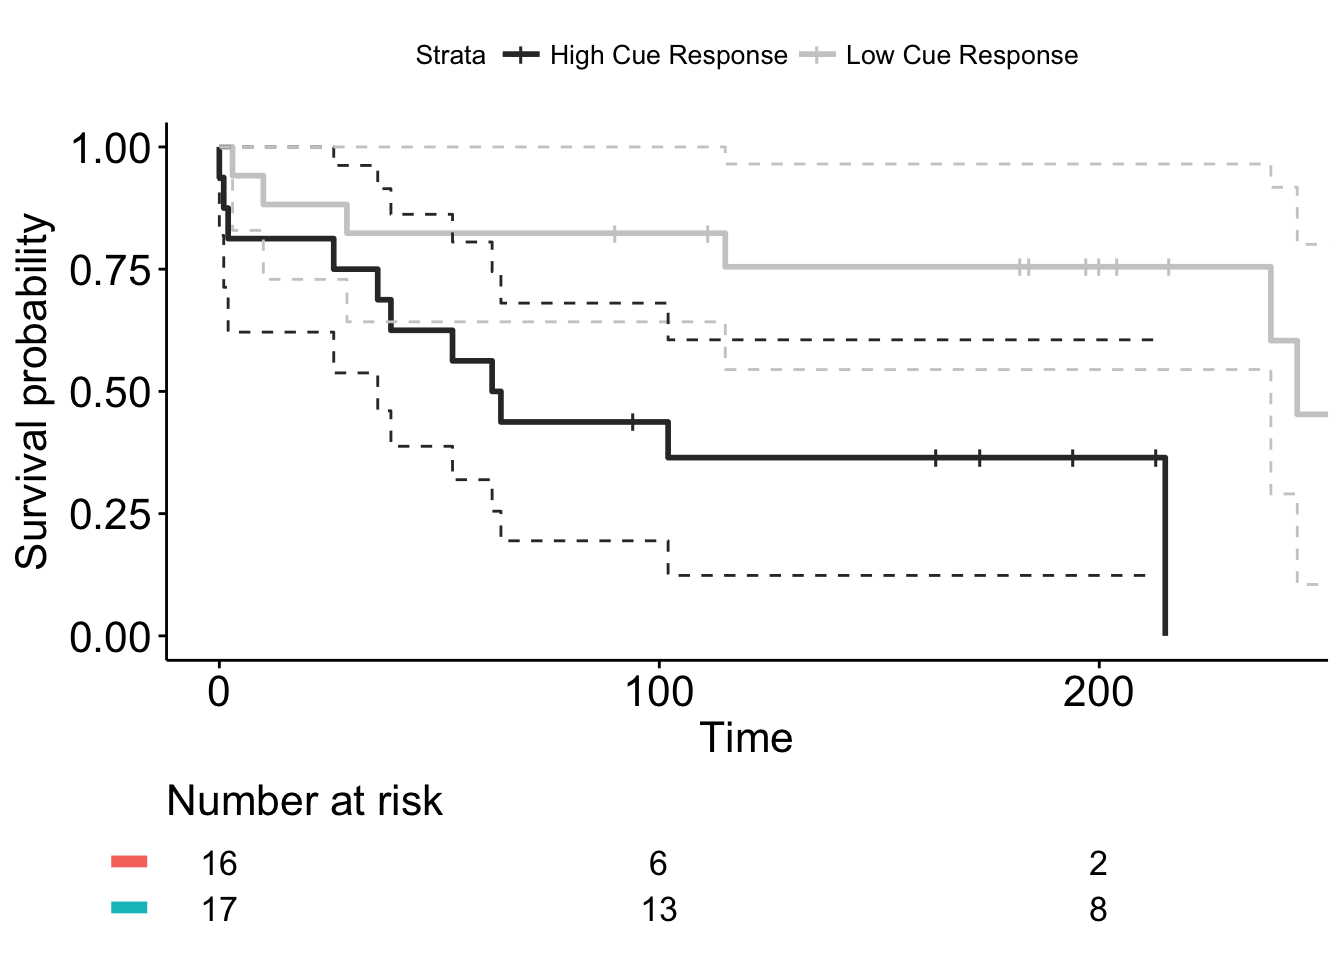 Strata High Cue Response Low Cue Response
1.00
0.75
0.50
0.25
0.00
Survival probability
0 100 200
Time
Number at risk
16 6 2
17 13 8